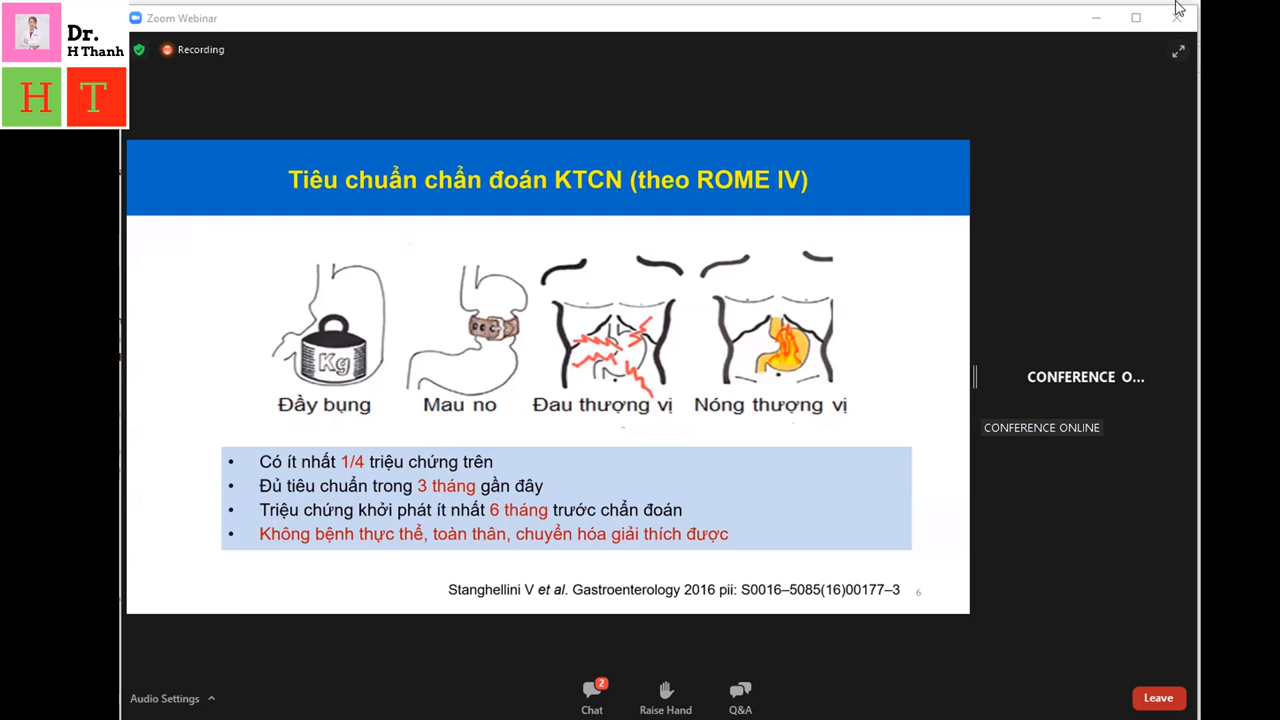 Zoom Webinar
Dr.
H Thanh
H T
Recording
Tiêu chuẩn chẩn đoán KTCN (theo ROME IV)
Kg
Đầy bụng
Mau no
Đau thượng vị
Nóng thượng vị
• Có ít nhất 1/4 triệu chứng trên
• Đủ tiêu chuẩn trong 3 tháng gần đây
• Triệu chứng khởi phát ít nhất 6 tháng trước chẩn đoán
• Không bệnh thực thể, toàn thân, chuyển hóa giải thích được
Stanghellini V et al. Gastroenterology 2016 pii: S0016–5085(16)00177–3
6
CONFERENCE O...
CONFERENCE ONLINE
Audio Settings
2
Chat
Raise Hand
Q&A
Leave